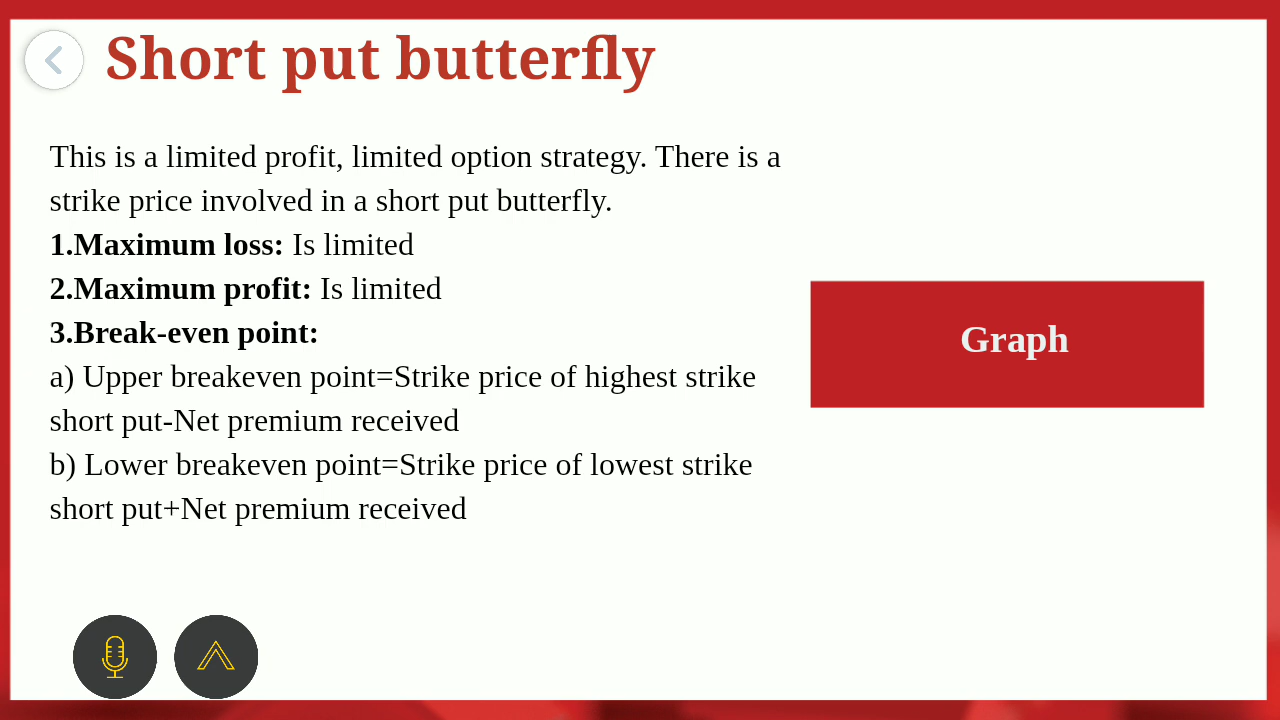 Short put butterfly
This is a limited profit, limited option strategy. There is a
strike price involved in a short put butterfly.
1.Maximum loss: Is limited
2.Maximum profit: Is limited
3.Break-even point:
a) Upper breakeven point=Strike price of highest strike
short put-Net premium received
b) Lower breakeven point=Strike price of lowest strike
short put+Net premium received
Graph